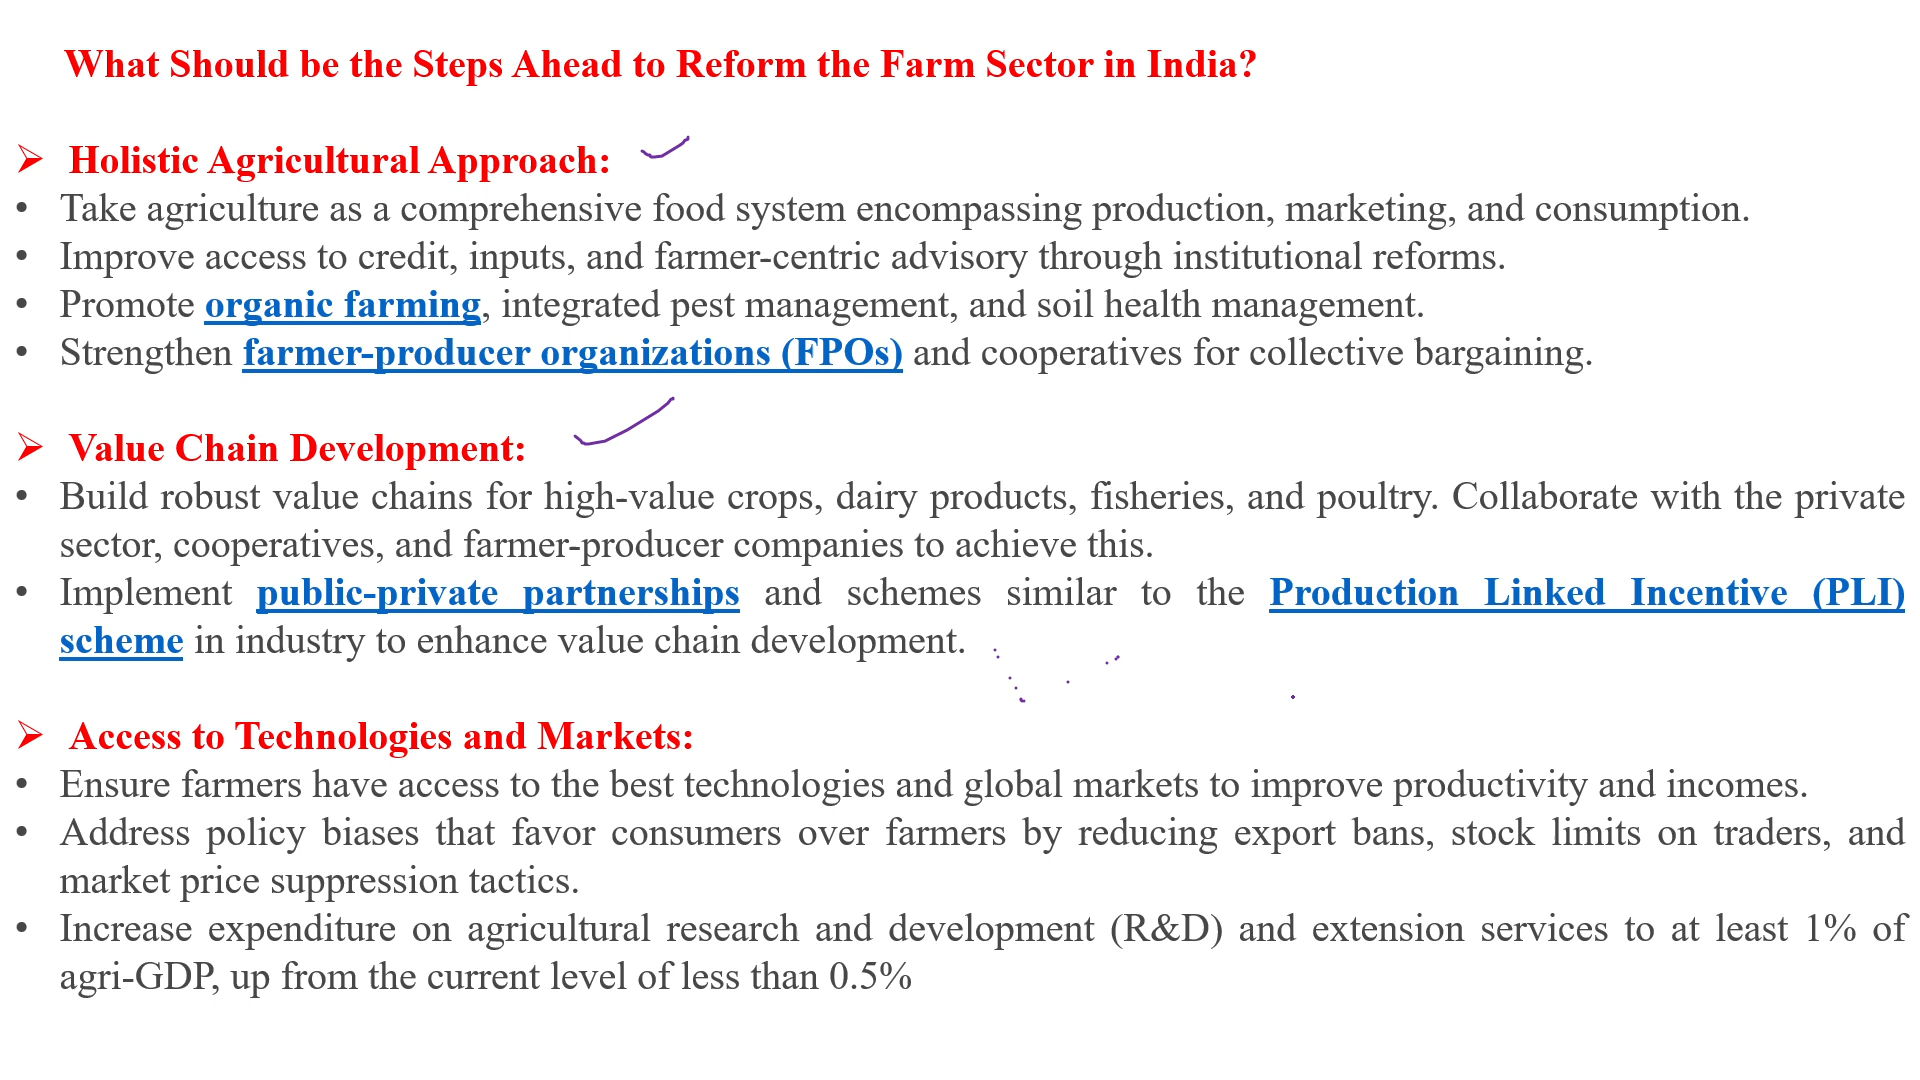 What Should be the Steps Ahead to Reform the Farm Sector in India?
➢ Holistic Agricultural Approach:
• Take agriculture as a comprehensive food system encompassing production, marketing, and consumption.
• Improve access to credit, inputs, and farmer-centric advisory through institutional reforms.
• Promote organic farming, integrated pest management, and soil health management.
• Strengthen farmer-producer organizations (FPOs) and cooperatives for collective bargaining.
➢ Value Chain Development:
• Build robust value chains for high-value crops, dairy products, fisheries, and poultry. Collaborate with the private
sector, cooperatives, and farmer-producer companies to achieve this.
• Implement public-private partnerships and schemes similar to the Production Linked Incentive (PLI)
scheme in industry to enhance value chain development.
➢ Access to Technologies and Markets:
• Ensure farmers have access to the best technologies and global markets to improve productivity and incomes.
• Address policy biases that favor consumers over farmers by reducing export bans, stock limits on traders, and
market price suppression tactics.
• Increase expenditure on agricultural research and development (R&D) and extension services to at least 1% of
agri-GDP, up from the current level of less than 0.5%